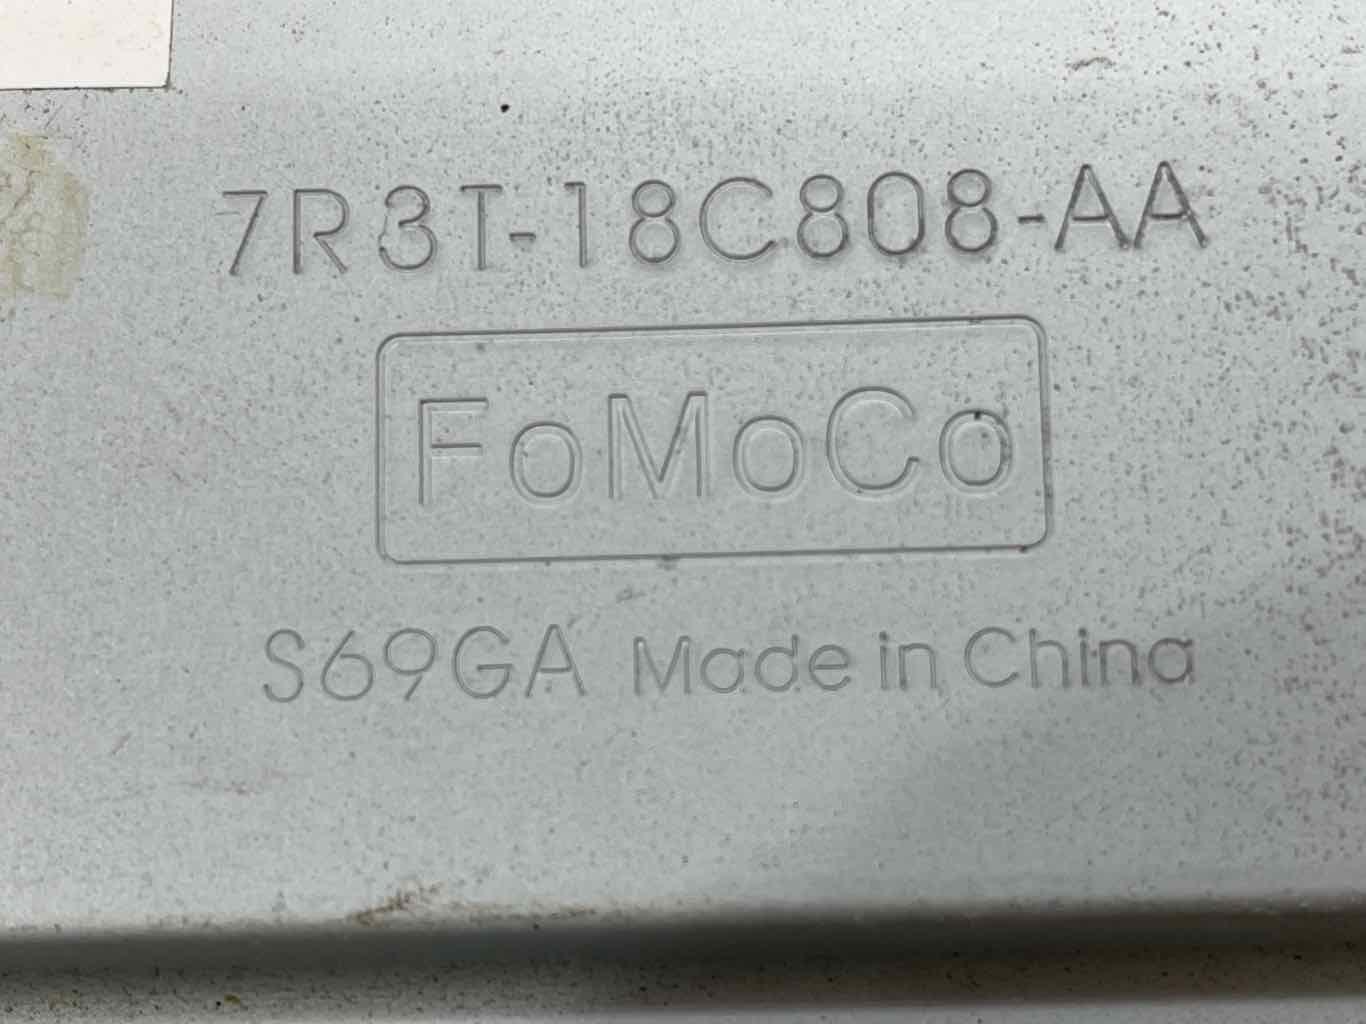 7R3T-18C808-AA
FoMoCo
S69GA Made in China